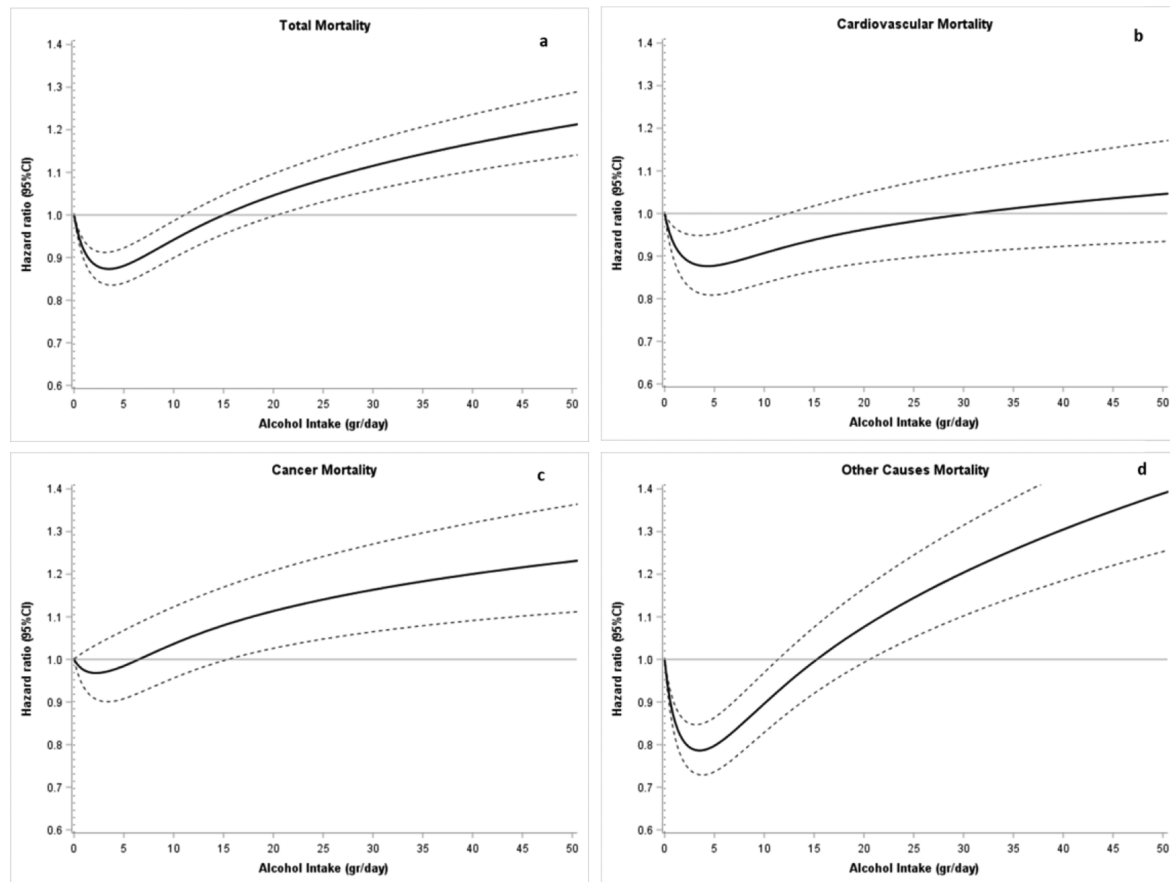 Total Mortality
a
Hazard ratio (95%CI)
1.4
1.3
1.2
1.1
1.0
0.9
0.8
0.7
0.6
0 5 10 15 20 25 30 35 40 45 50
Alcohol Intake (gr/day)
Cardiovascular Mortality
b
Hazard ratio (95%CI)
1.4
1.3
1.2
1.1
1.0
0.9
0.8
0.7
0.6
0 5 10 15 20 25 30 35 40 45 50
Alcohol Intake (gr/day)
Cancer Mortality
c
Hazard ratio (95%CI)
1.4
1.3
1.2
1.1
1.0
0.9
0.8
0.7
0.6
0 5 10 15 20 25 30 35 40 45 50
Alcohol Intake (gr/day)
Other Causes Mortality
d
Hazard ratio (95%CI)
1.4
1.3
1.2
1.1
1.0
0.9
0.8
0.7
0.6
0 5 10 15 20 25 30 35 40 45 50
Alcohol Intake (gr/day)